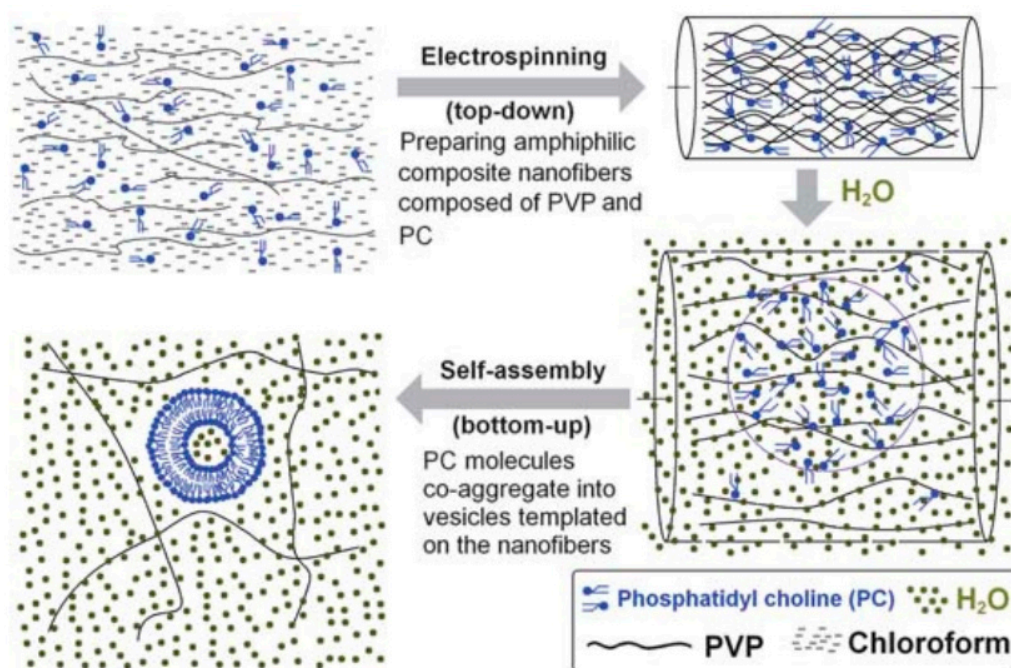 Electrospinning
(top-down)
Preparing amphiphilic
composite nanofibers
composed of PVP and
PC
H₂O
Self-assembly
(bottom-up)
PC molecules
co-aggregate into
vesicles templated
on the nanofibers
Phosphatidyl choline (PC) H₂O
PVP Chloroform